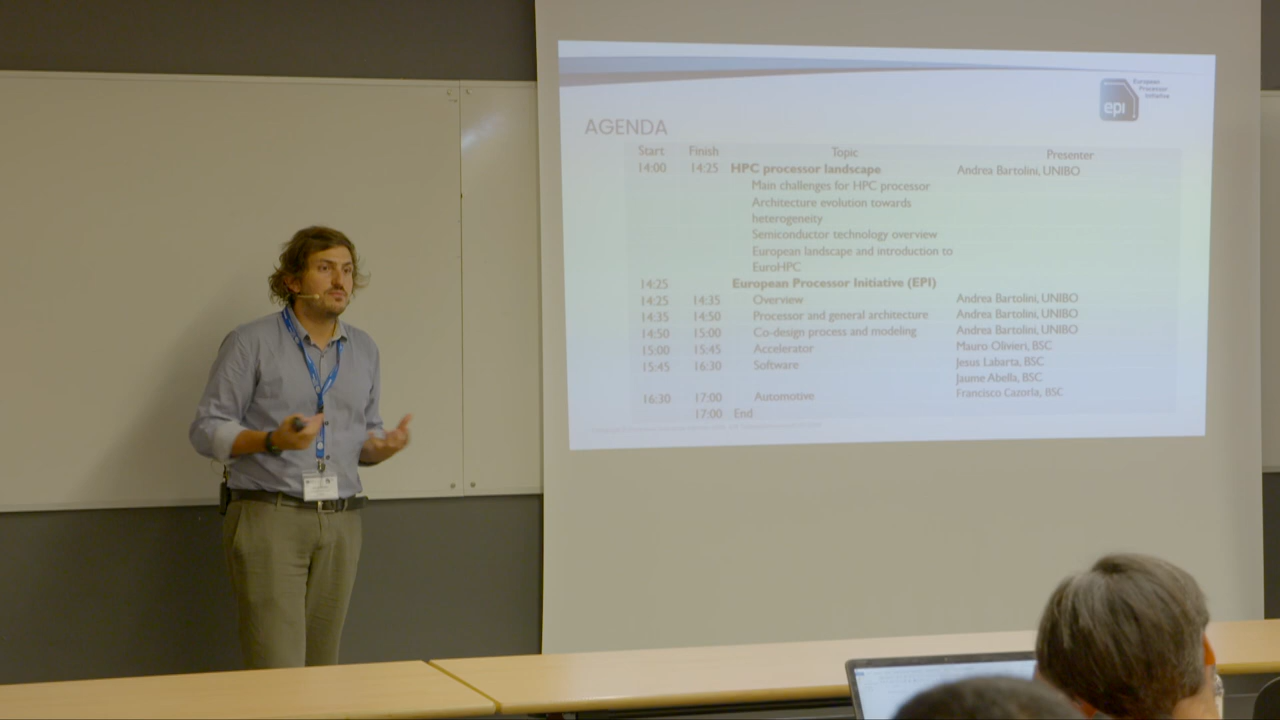 European
Processor
Initiative
epi
AGENDA
Start Finish Topic Presenter
14:00 14:25 HPC processor landscape Andrea Bartolini, UNIBO
Main challenges for HPC processor
Architecture evolution towards
heterogeneity
Semiconductor technology overview
European landscape and introduction to
EuroHPC
14:25 European Processor Initiative (EPI)
14:25 14:35 Overview Andrea Bartolini, UNIBO
14:35 14:50 Processor and general architecture Andrea Bartolini, UNIBO
14:50 15:00 Co-design process and modeling Andrea Bartolini, UNIBO
15:00 15:45 Accelerator Mauro Olivieri, BSC
15:45 16:30 Software Jesus Labarta, BSC
Jaume Abella, BSC
16:30 17:00 Automotive Francisco Cazorla, BSC
17:00 End